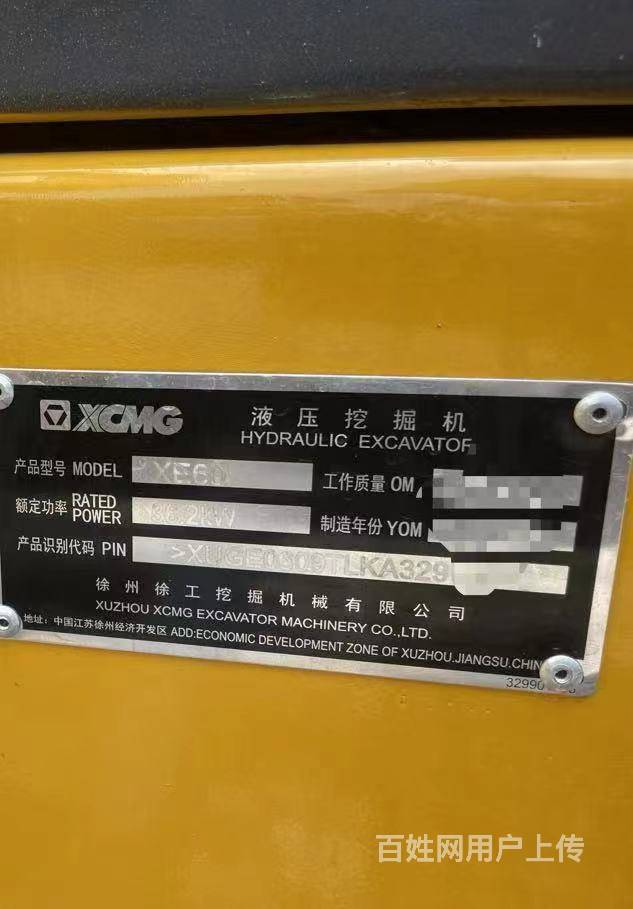 XCMG
液压挖掘机
HYDRAULIC EXCAVATOR
产品型号 MODEL XE60
工作质量 OM
额定功率 RATED POWER 36.2KW
制造年份 YOM
产品识别代码 PIN >XUGE0609TLKA329
徐州徐工挖掘机械有限公司
XUZHOU XCMG EXCAVATOR MACHINERY CO.,LTD.
地址: 中国江苏徐州经济开发区 ADD:ECONOMIC DEVELOPMENT ZONE OF XUZHOU.JIANGSU.CHIN
百姓网用户上传